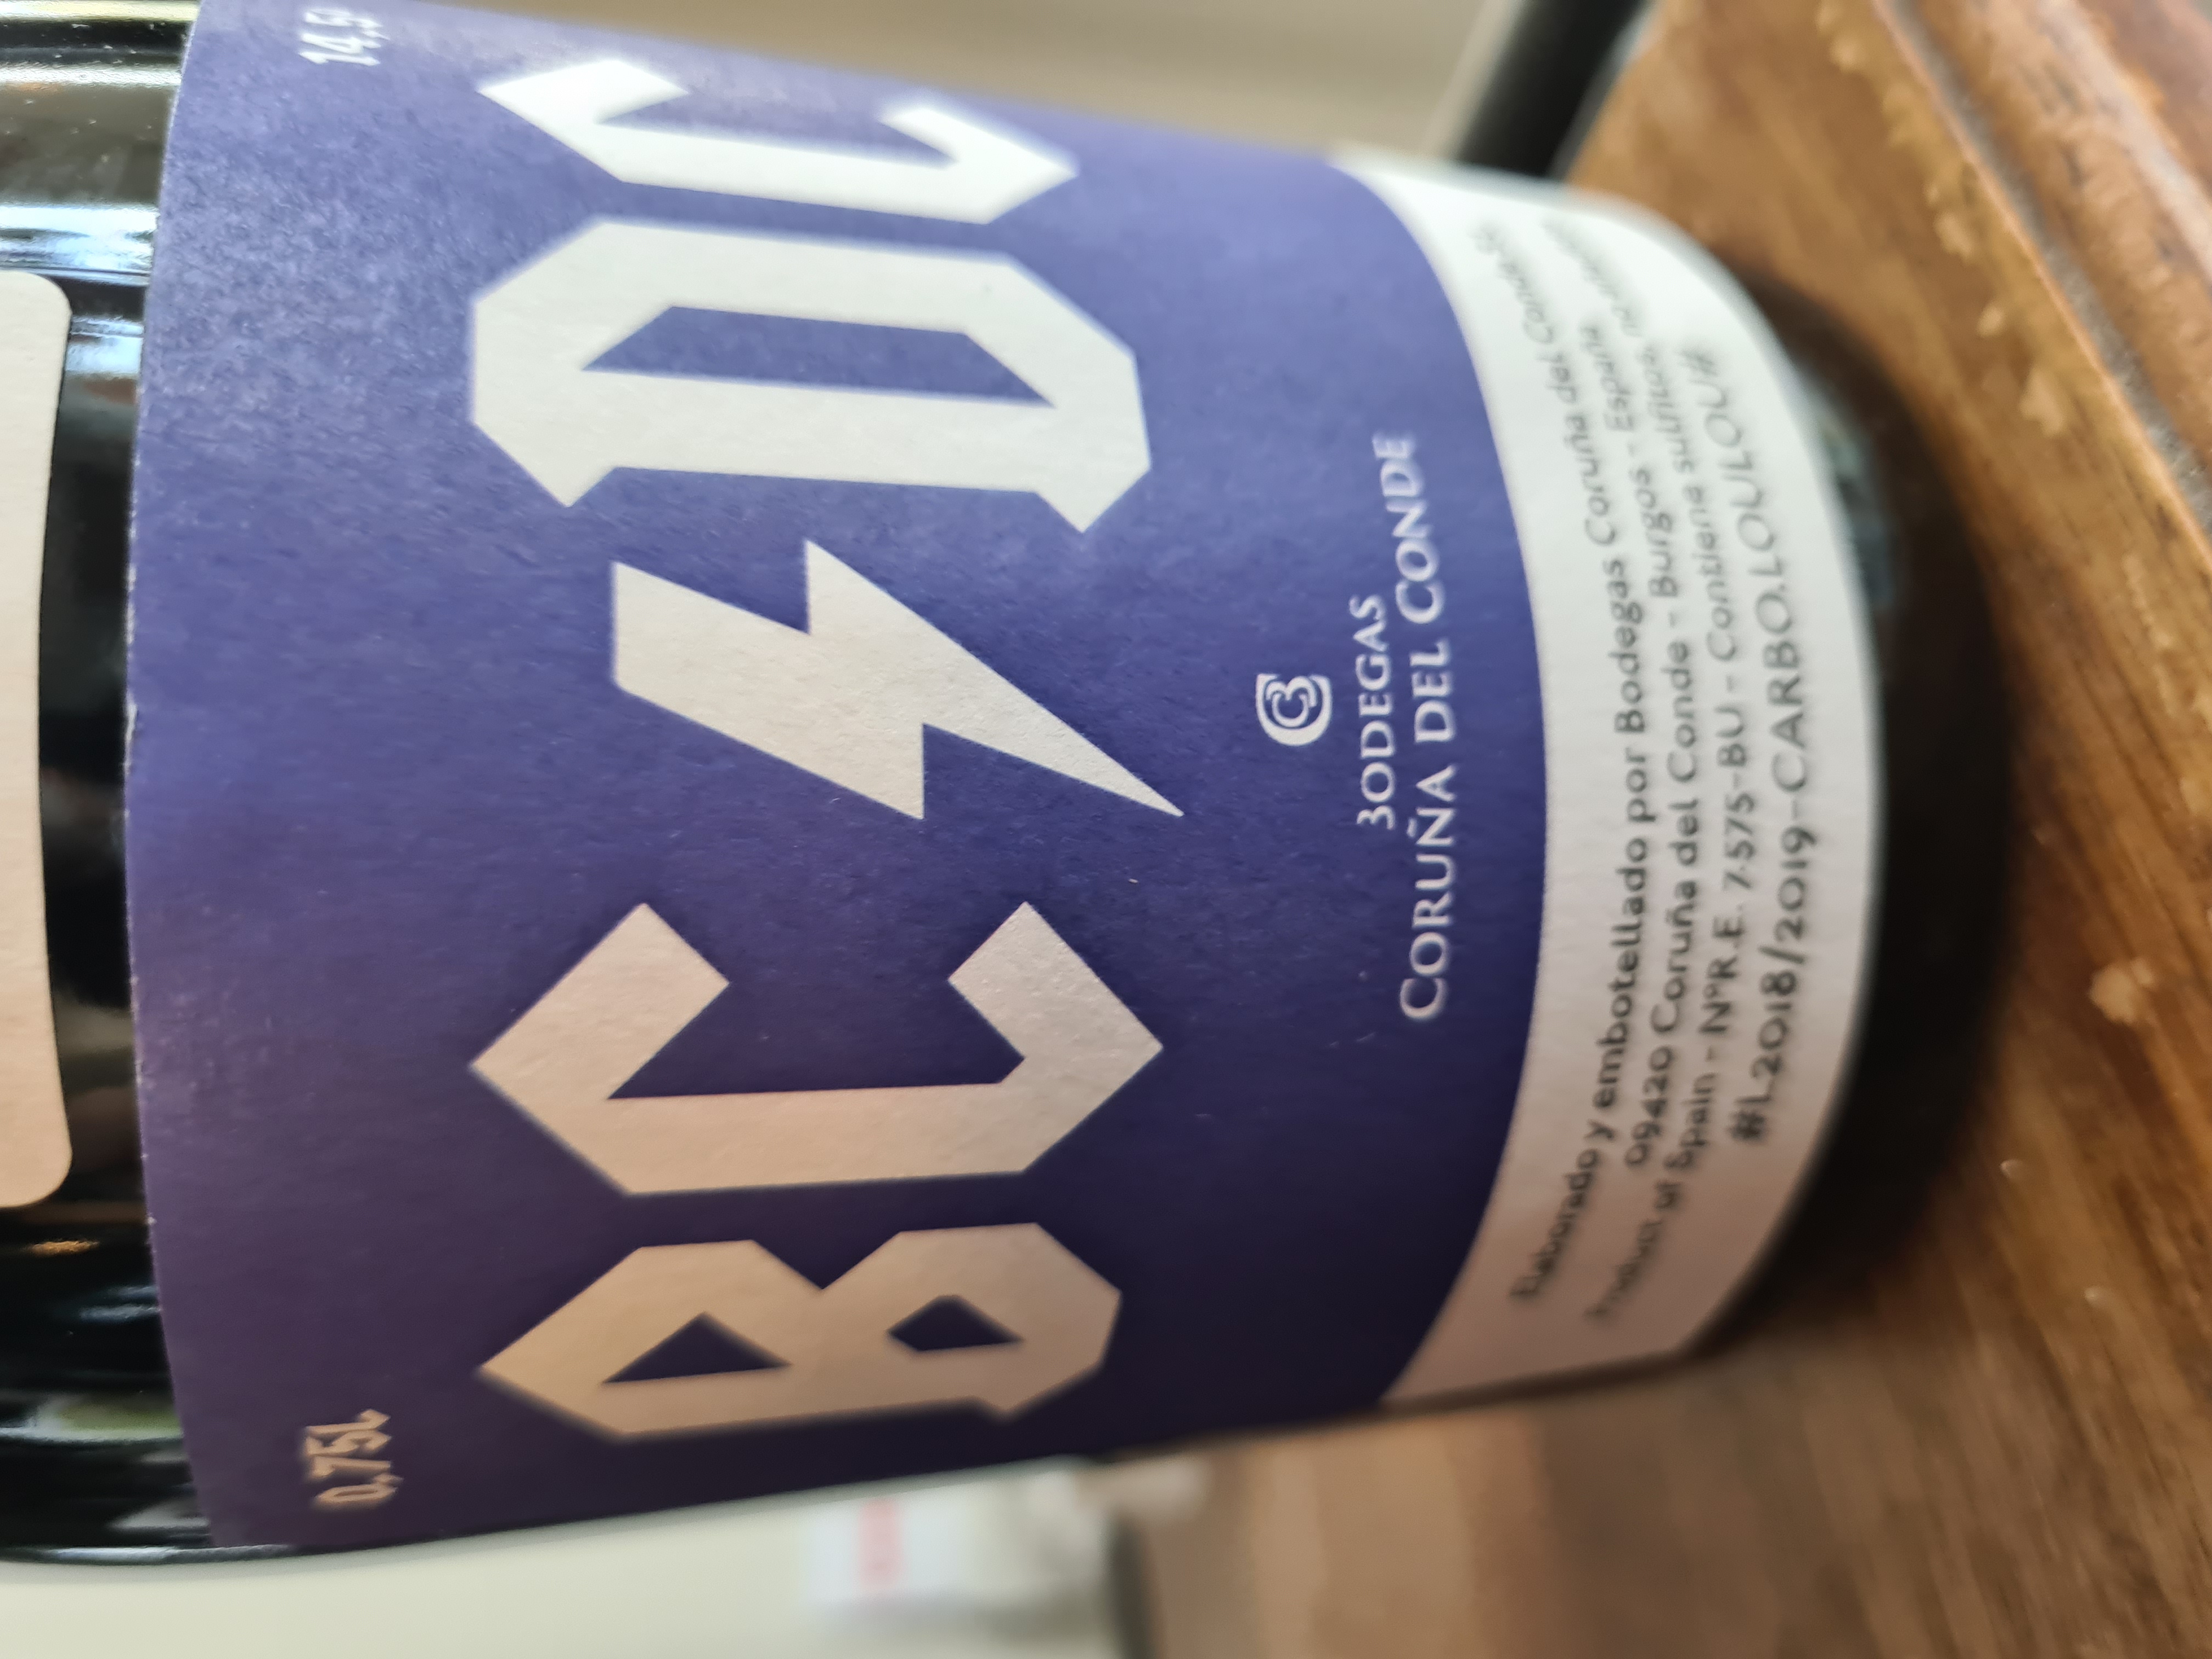 0,75L 14,5
BC DC
BODEGAS
CORUÑA DEL CONDE
Elaborado y embotellado por Bodegas Coruña del Conde
09420 Coruña del Conde - Burgos - España
Product of Spain - NºR.E. 7.575-BU - Contiene sulfitos
#L2018/2019-CARBO.LOULOU#